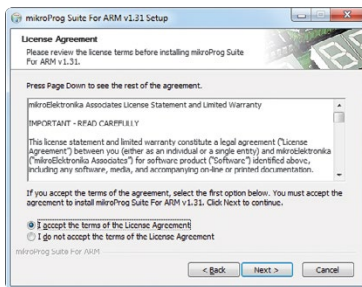 mikroProg Suite For ARM v1.31 Setup
License Agreement
Please review the license terms before installing mikroProg Suite
For ARM v1.31.
Press Page Down to see the rest of the agreement.
mikroElektronika Associates License Statement and Limited Warranty
IMPORTANT - READ CAREFULLY
This license statement and limited warranty constitute a legal agreement ("License
Agreement") between you (either as an individual or a single entity) and mikroElektronika
("mikroElektronika Associates") for software product ("Software") identified above,
including any software, media, and accompanying on-line or printed documentation.
If you accept the terms of the agreement, select the first option below. You must accept the
agreement to install mikroProg Suite For ARM v1.31. Click Next to continue.
I accept the terms of the License Agreement
I do not accept the terms of the License Agreement
mikroProg Suite For ARM
< Back Next > Cancel